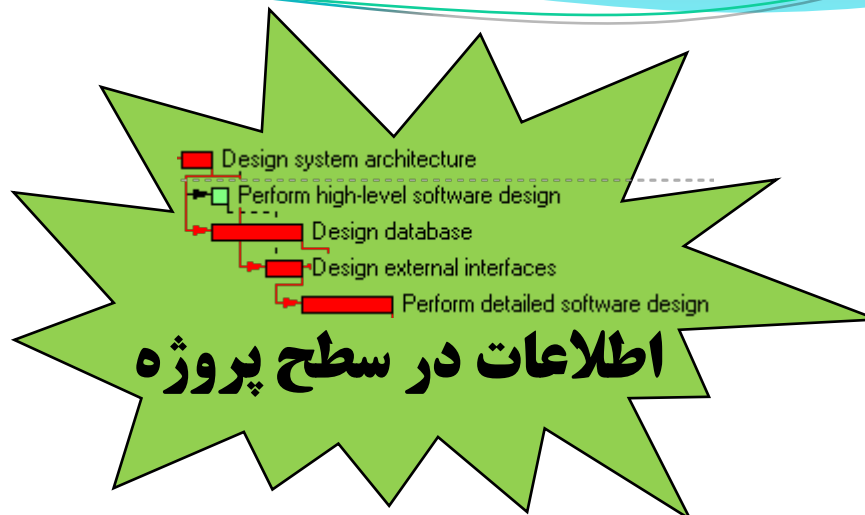 Design system architecture
Perform high-level software design
Design database
Design external interfaces
Perform detailed software design
اطلاعات در سطح پروژه